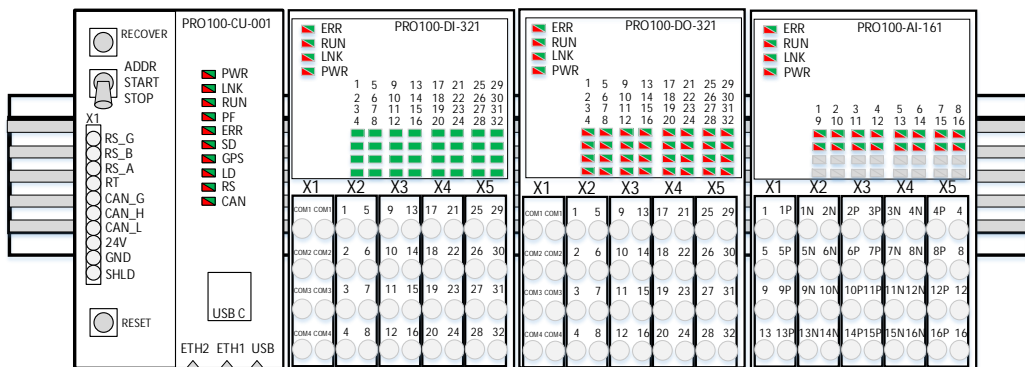 PRO100-CU-001
RECOVER
ADDR
START
STOP
X1
RS_G
RS_B
RS_A
RT
CAN_G
CAN_H
CAN_L
24V
GND
SHLD
RESET
PWR
LNK
RUN
PF
ERR
SD
GPS
LD
RS
CAN
USB C
ETH2 ETH1 USB
PRO100-DI-321
ERR
RUN
LNK
PWR
1 5 9 13 17 21 25 29
2 6 10 14 18 22 26 30
3 7 11 15 19 23 27 31
4 8 12 16 20 24 28 32
X1 X2 X3 X4 X5
COM1 COM1 1 5 9 13 17 21 25 29
COM2 COM2 2 6 10 14 18 22 26 30
COM3 COM3 3 7 11 15 19 23 27 31
COM4 COM4 4 8 12 16 20 24 28 32
PRO100-DO-321
ERR
RUN
LNK
PWR
1 5 9 13 17 21 25 29
2 6 10 14 18 22 26 30
3 7 11 15 19 23 27 31
4 8 12 16 20 24 28 32
X1 X2 X3 X4 X5
COM1 COM1 1 5 9 13 17 21 25 29
COM2 COM2 2 6 10 14 18 22 26 30
COM3 COM3 3 7 11 15 19 23 27 31
COM4 COM4 4 8 12 16 20 24 28 32
PRO100-AI-161
ERR
RUN
LNK
PWR
1 2 3 4 5 6 7 8
9 10 11 12 13 14 15 16
X1 X2 X3 X4 X5
1 1P 1N 2N 2P 3P 3N 4N 4P 4
5 5P 5N 6N 6P 7P 7N 8N 8P 8
9 9P 9N 10N 10P 11P 11N 12N 12P 12
13 13P 13N 14N 14P 15P 15N 16N 16P 16